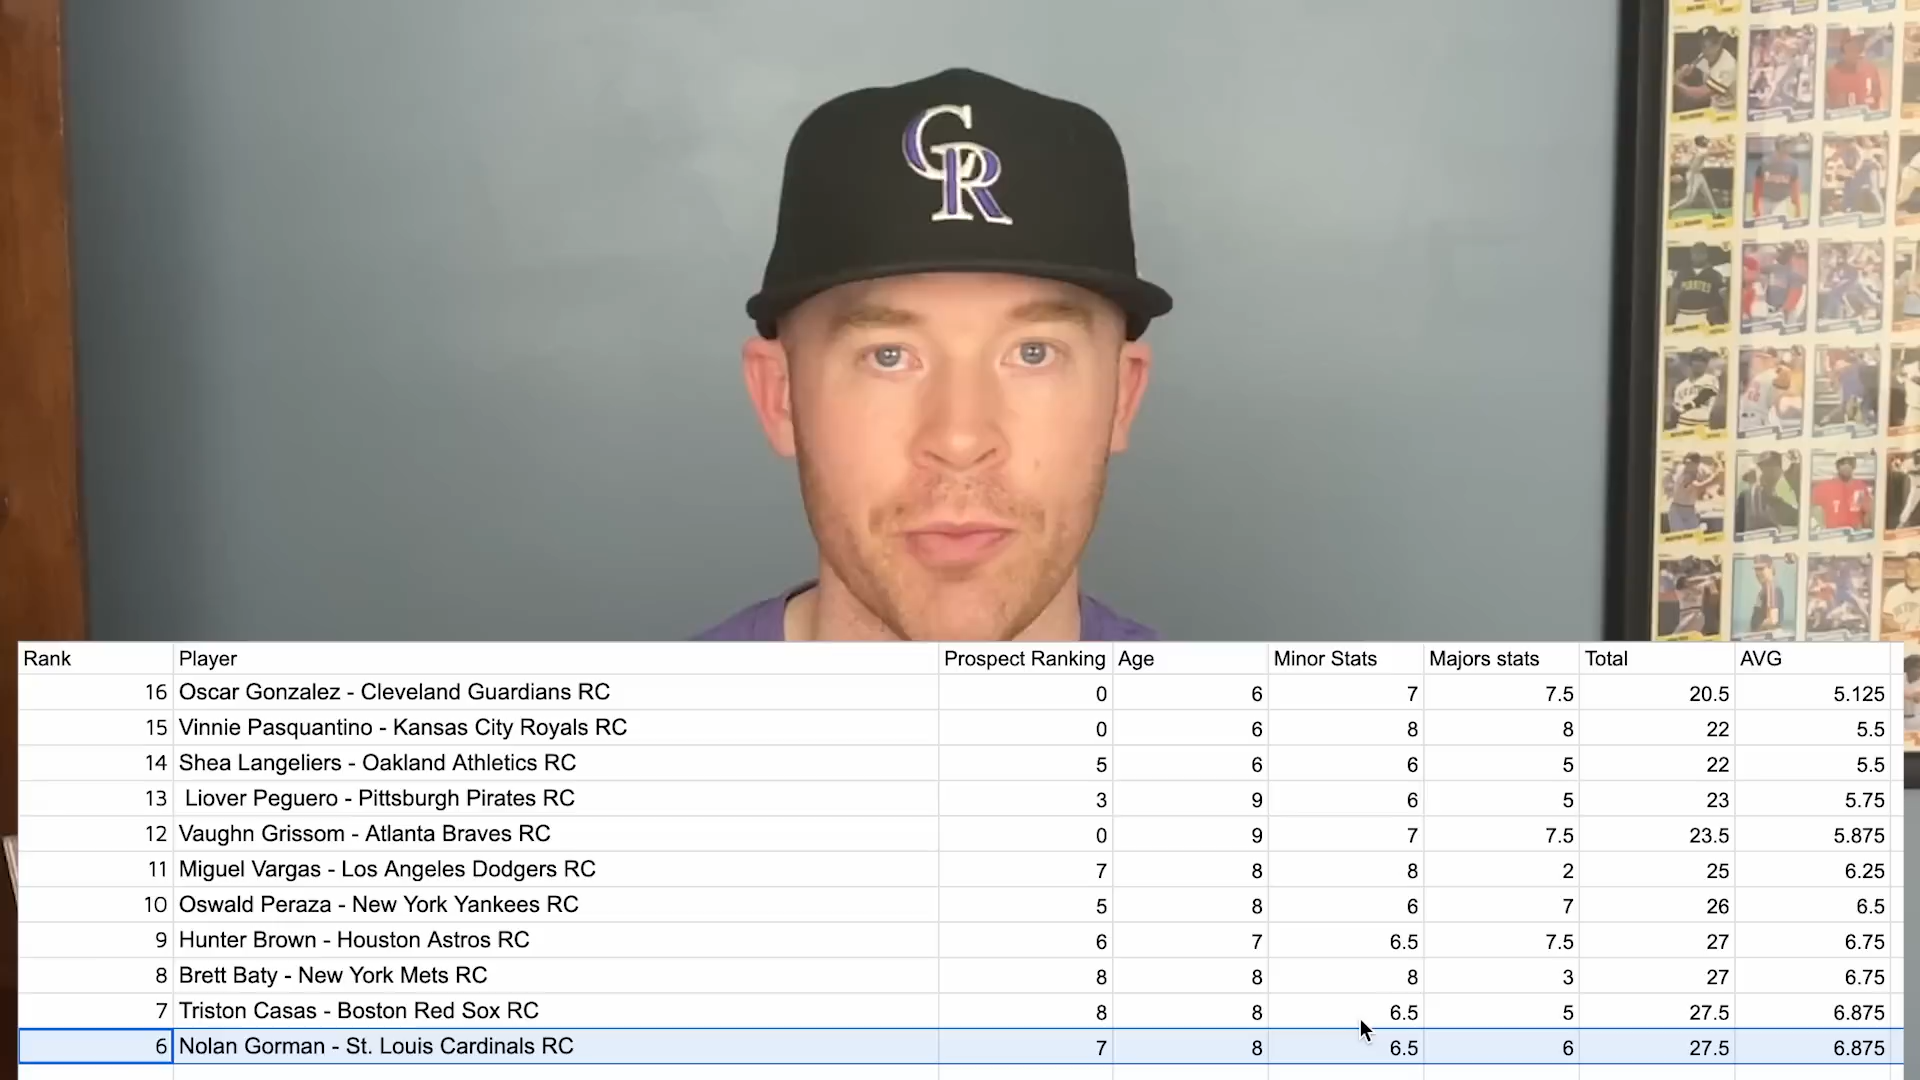 CR
Rank Player Prospect Ranking Age Minor Stats Majors stats Total AVG
16 Oscar Gonzalez - Cleveland Guardians RC 0 6 7 7.5 20.5 5.125
15 Vinnie Pasquantino - Kansas City Royals RC 0 6 8 8 22 5.5
14 Shea Langeliers - Oakland Athletics RC 5 6 6 5 22 5.5
13 Liover Peguero - Pittsburgh Pirates RC 3 9 6 5 23 5.75
12 Vaughn Grissom - Atlanta Braves RC 0 9 7 7.5 23.5 5.875
11 Miguel Vargas - Los Angeles Dodgers RC 7 8 8 2 25 6.25
10 Oswald Peraza - New York Yankees RC 5 8 6 7 26 6.5
9 Hunter Brown - Houston Astros RC 6 7 6.5 7.5 27 6.75
8 Brett Baty - New York Mets RC 8 8 8 3 27 6.75
7 Triston Casas - Boston Red Sox RC 8 8 6.5 5 27.5 6.875
6 Nolan Gorman - St. Louis Cardinals RC 7 8 6.5 6 27.5 6.875